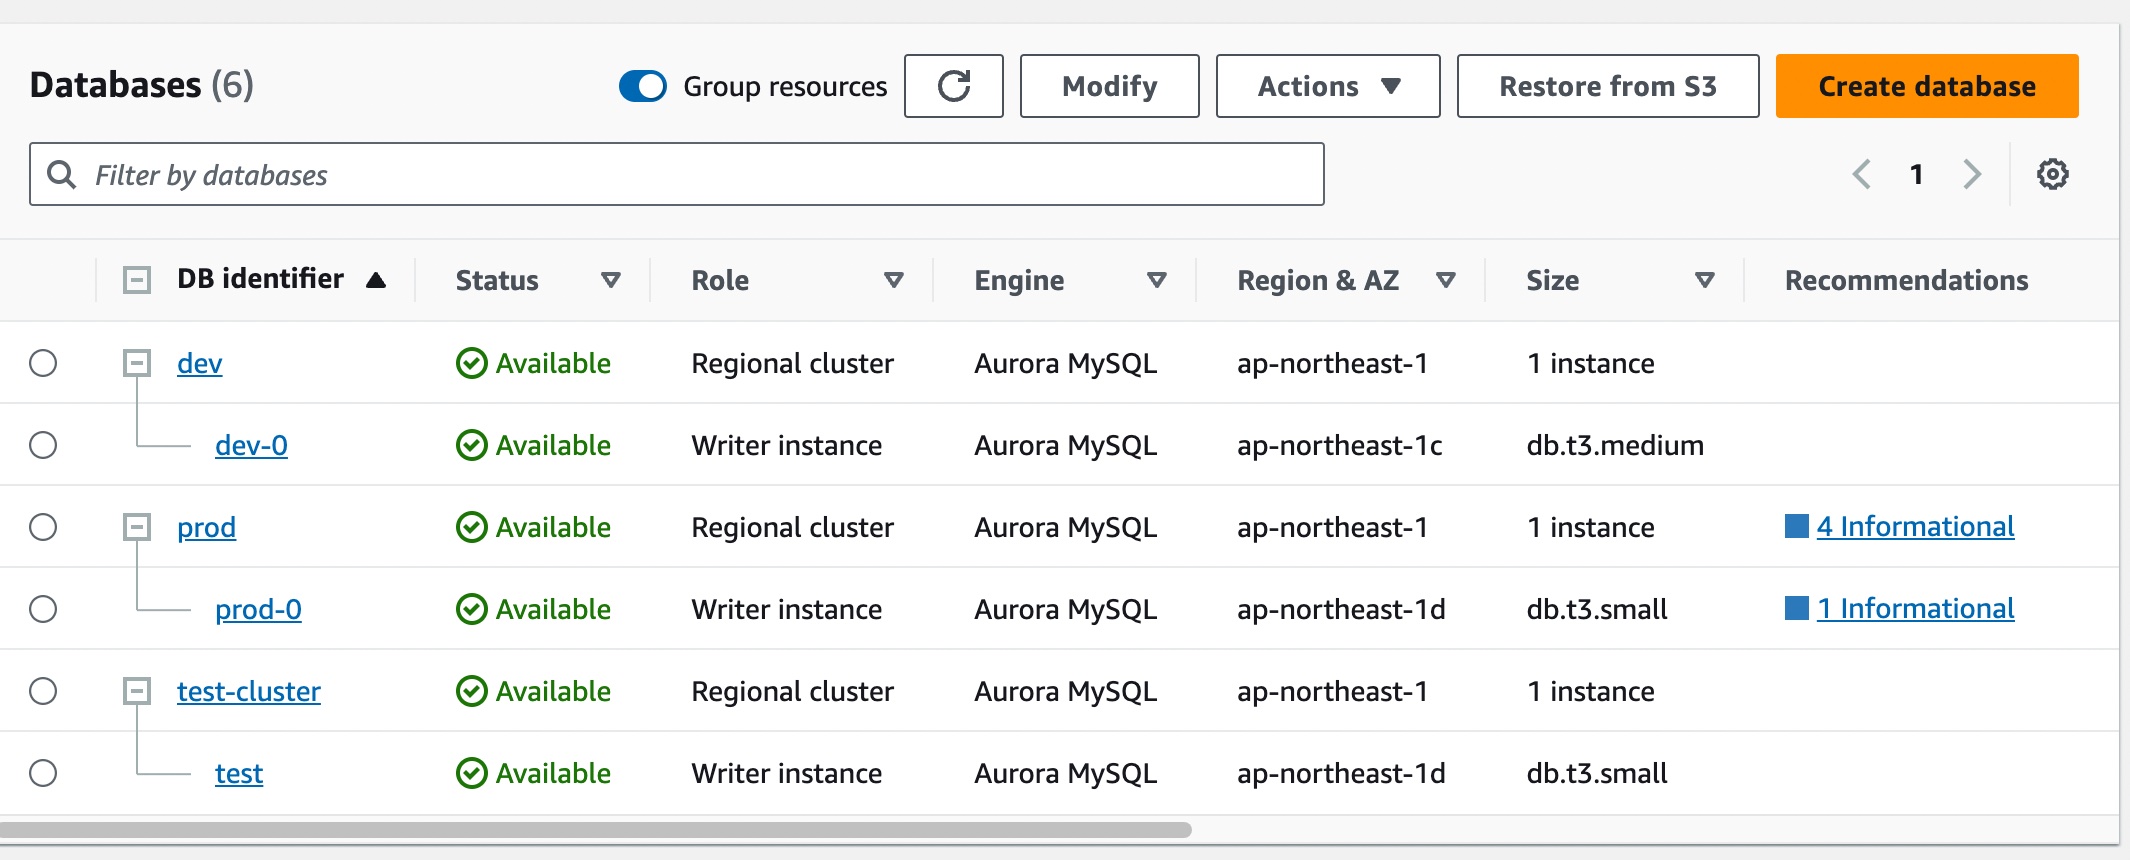 Databases (6)
Group resources
Modify
Actions
Restore from S3
Create database
Filter by databases
1
DB identifier Status Role Engine Region & AZ Size Recommendations
dev Available Regional cluster Aurora MySQL ap-northeast-1 1 instance
dev-0 Available Writer instance Aurora MySQL ap-northeast-1c db.t3.medium
prod Available Regional cluster Aurora MySQL ap-northeast-1 1 instance 4 Informational
prod-0 Available Writer instance Aurora MySQL ap-northeast-1d db.t3.small 1 Informational
test-cluster Available Regional cluster Aurora MySQL ap-northeast-1 1 instance
test Available Writer instance Aurora MySQL ap-northeast-1d db.t3.small